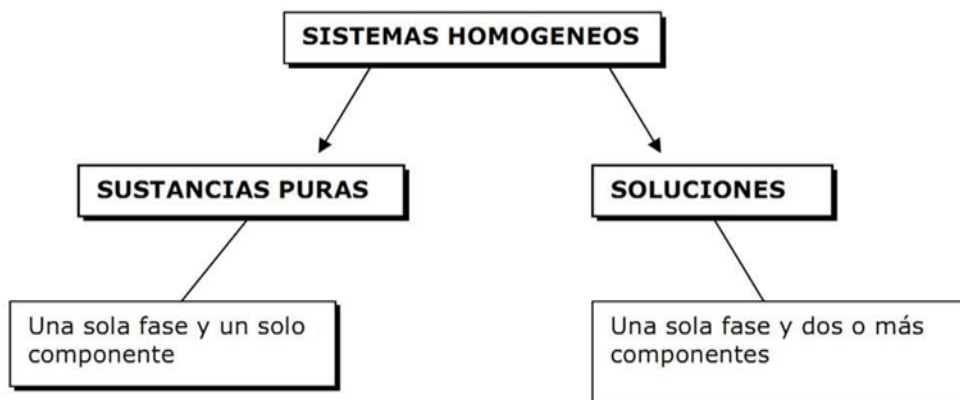 SISTEMAS HOMOGENEOS
SUSTANCIAS PURAS
SOLUCIONES
Una sola fase y un solo
componente
Una sola fase y dos o más
componentes